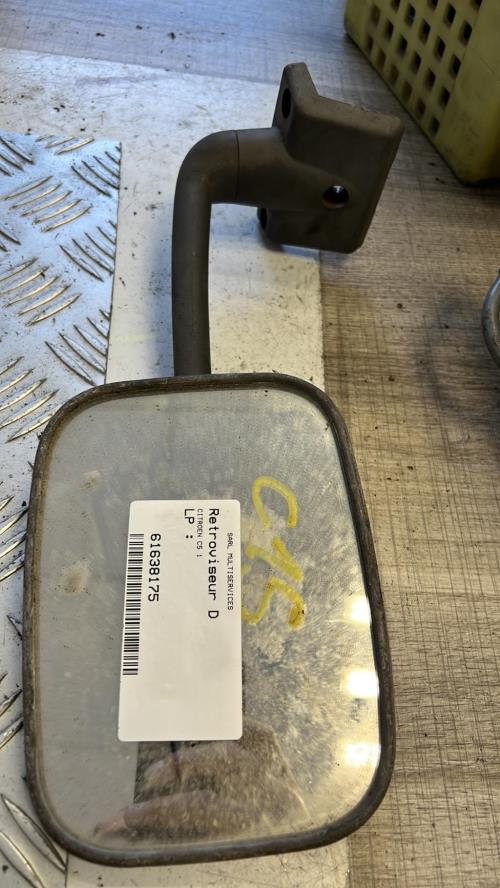 C15
SARL MULTISERVICES
Retroviseur D
CITROEN C5 1
LP :
61638175